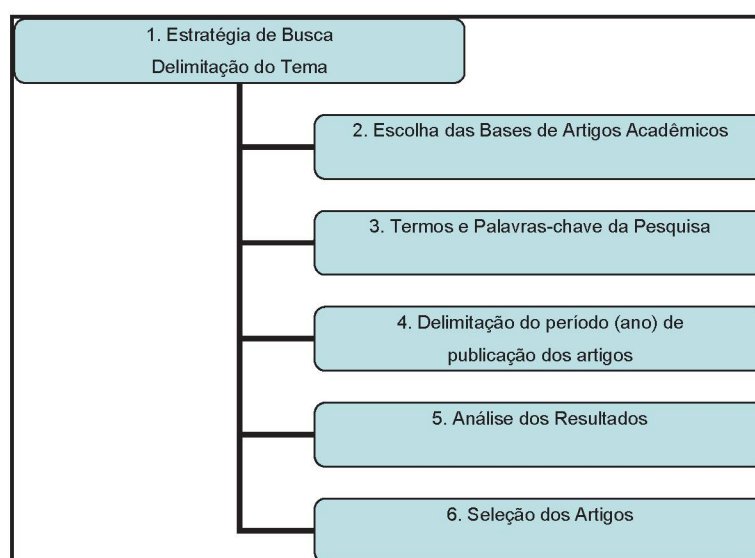 1. Estratégia de Busca
Delimitação do Tema
2. Escolha das Bases de Artigos Acadêmicos
3. Termos e Palavras-chave da Pesquisa
4. Delimitação do período (ano) de
publicação dos artigos
5. Análise dos Resultados
6. Seleção dos Artigos